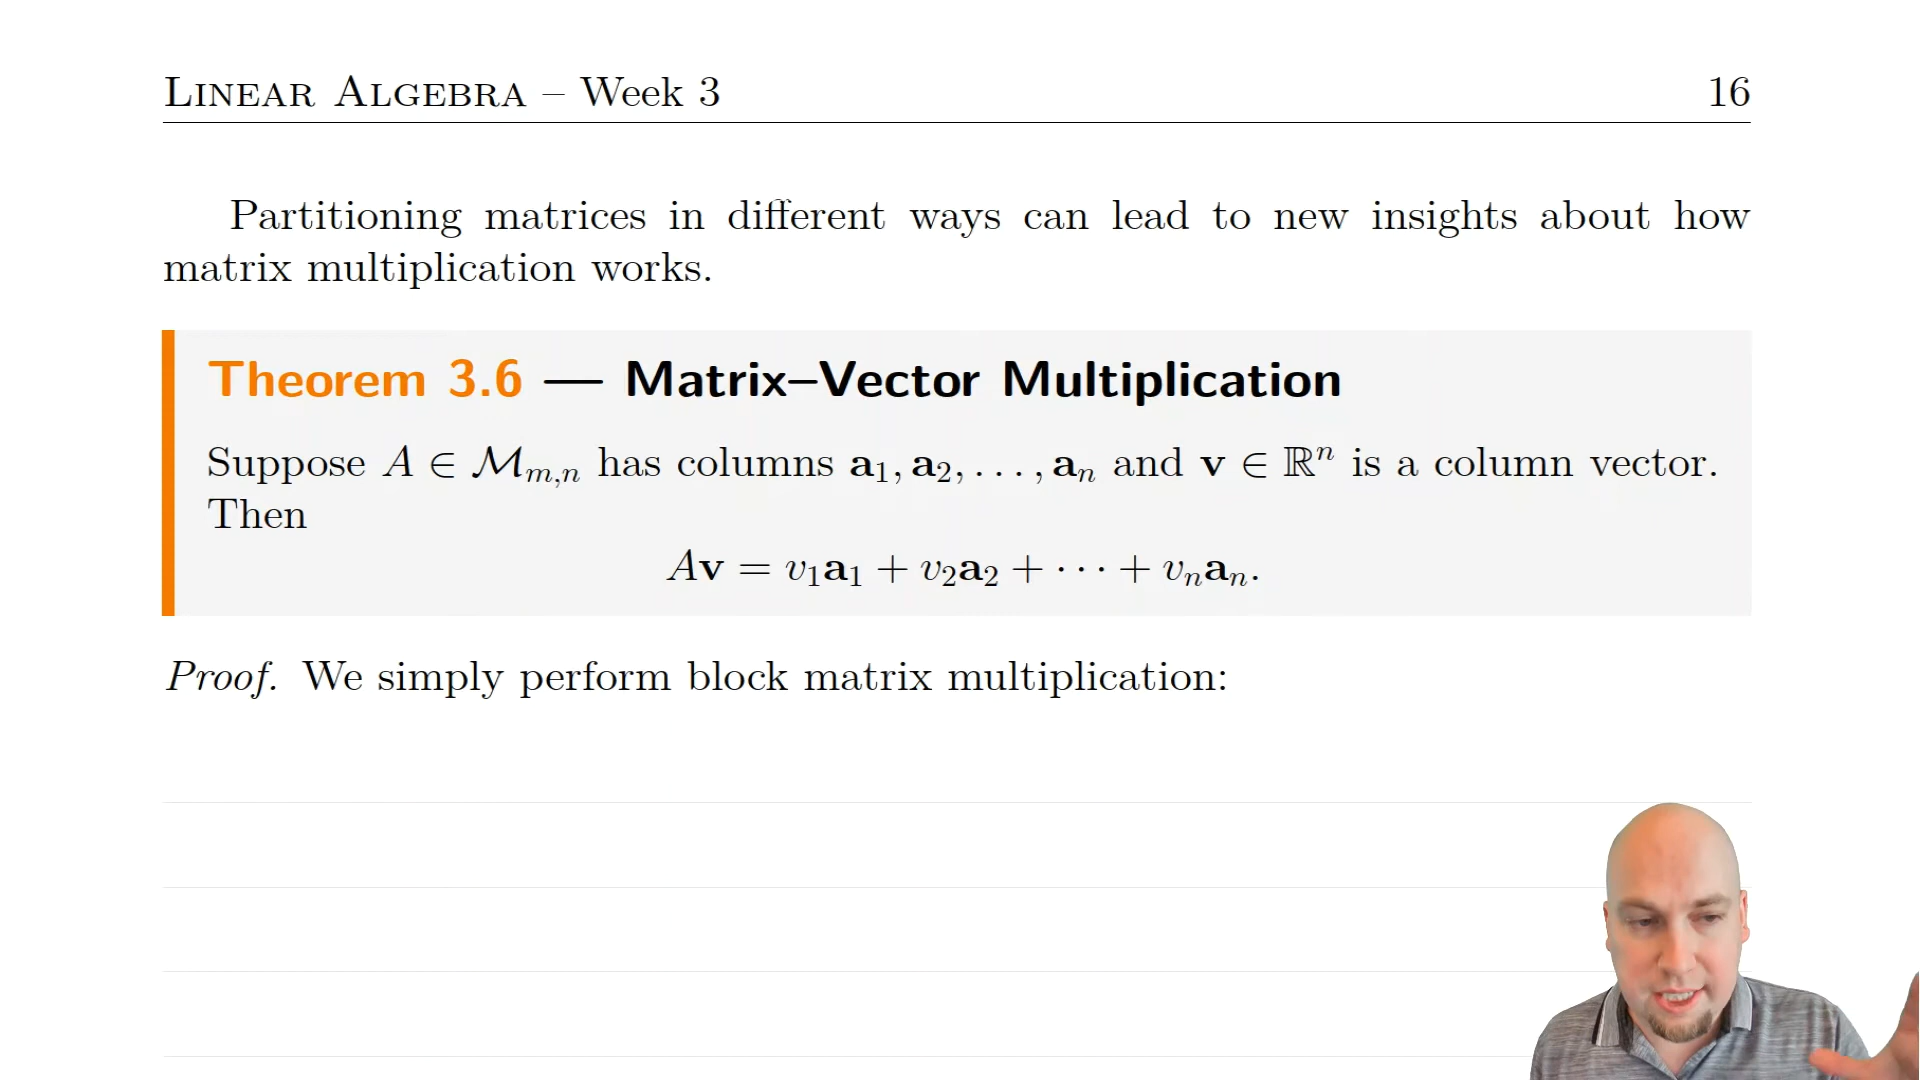 LINEAR ALGEBRA – Week 3 16
Partitioning matrices in different ways can lead to new insights about how
matrix multiplication works.
Theorem 3.6 — Matrix–Vector Multiplication
Suppose A ∈ ℳₘ,ₙ has columns a₁, a₂, . . . , aₙ and v ∈ ℝⁿ is a column vector.
Then
Av = v₁a₁ + v₂a₂ + · · · + vₙaₙ.
Proof. We simply perform block matrix multiplication: